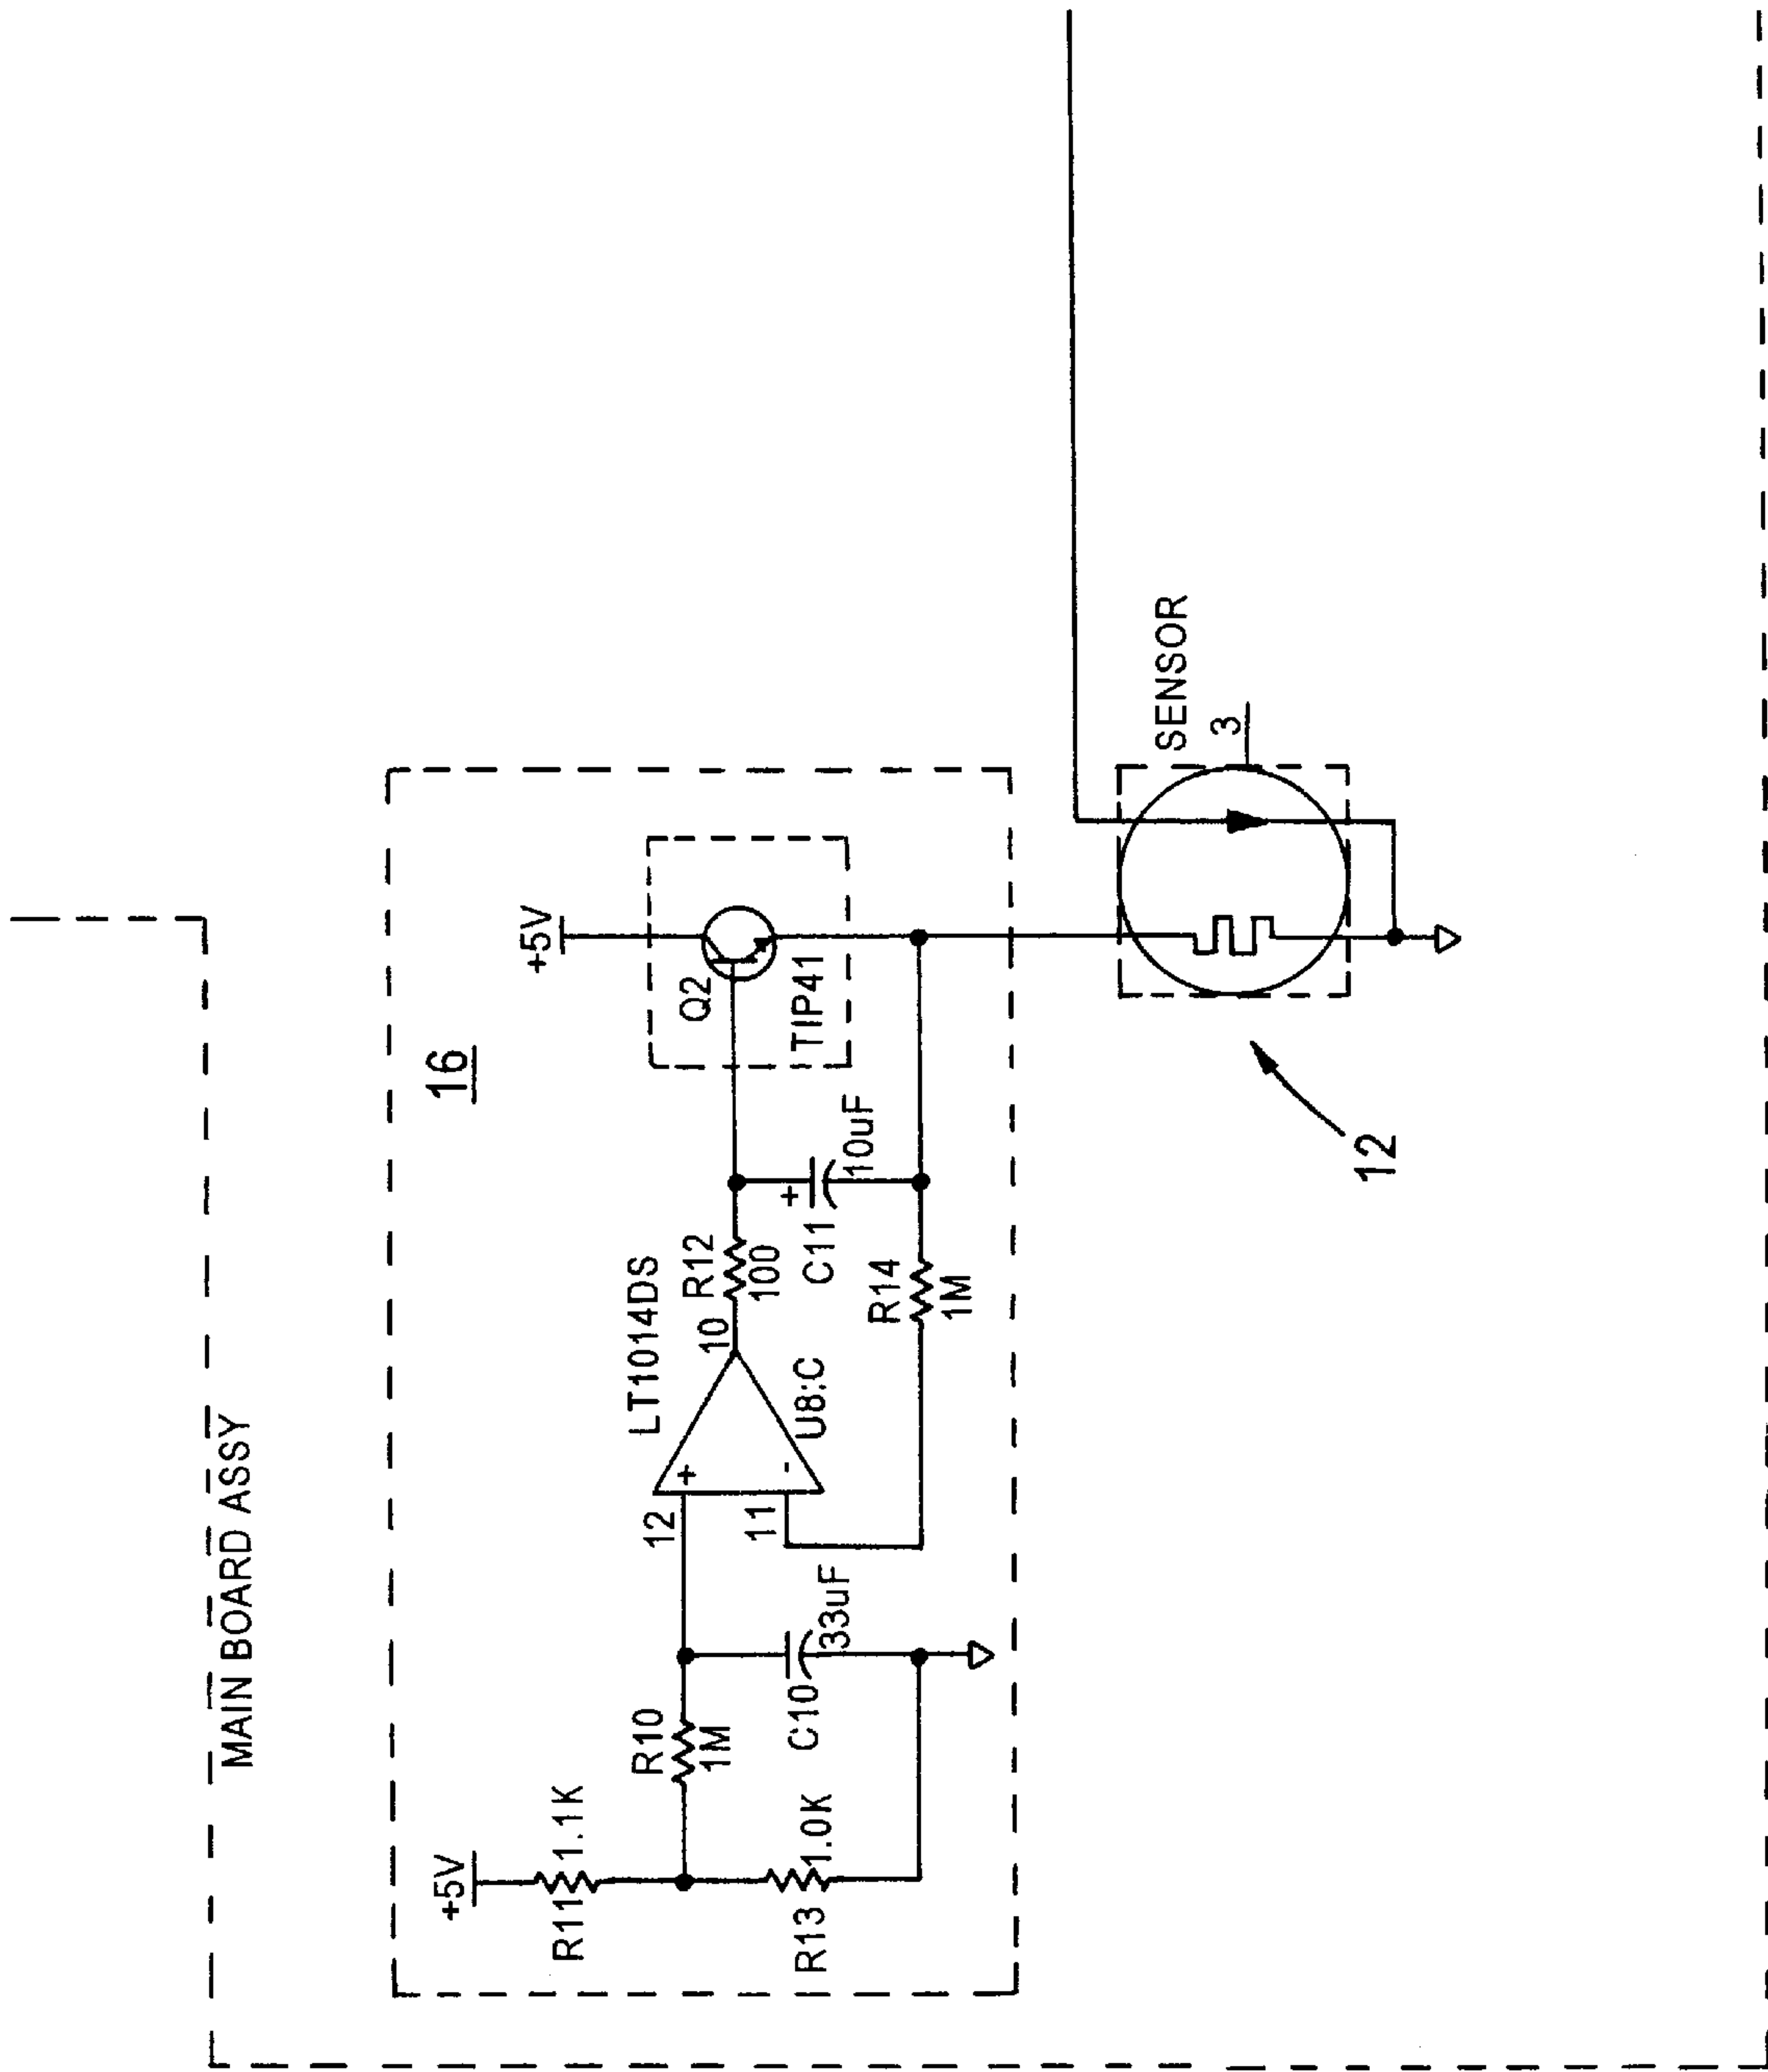 MAIN BOARD ASSY
16
+5V
R11
1.1K
R10
1M
R13
1.0K
C10
33uF
12
11
+
-
LT1014DS
U8:C
10
R12
100
+
C11
10uF
R14
1M
+5V
Q2
TIP41
SENSOR
3
12